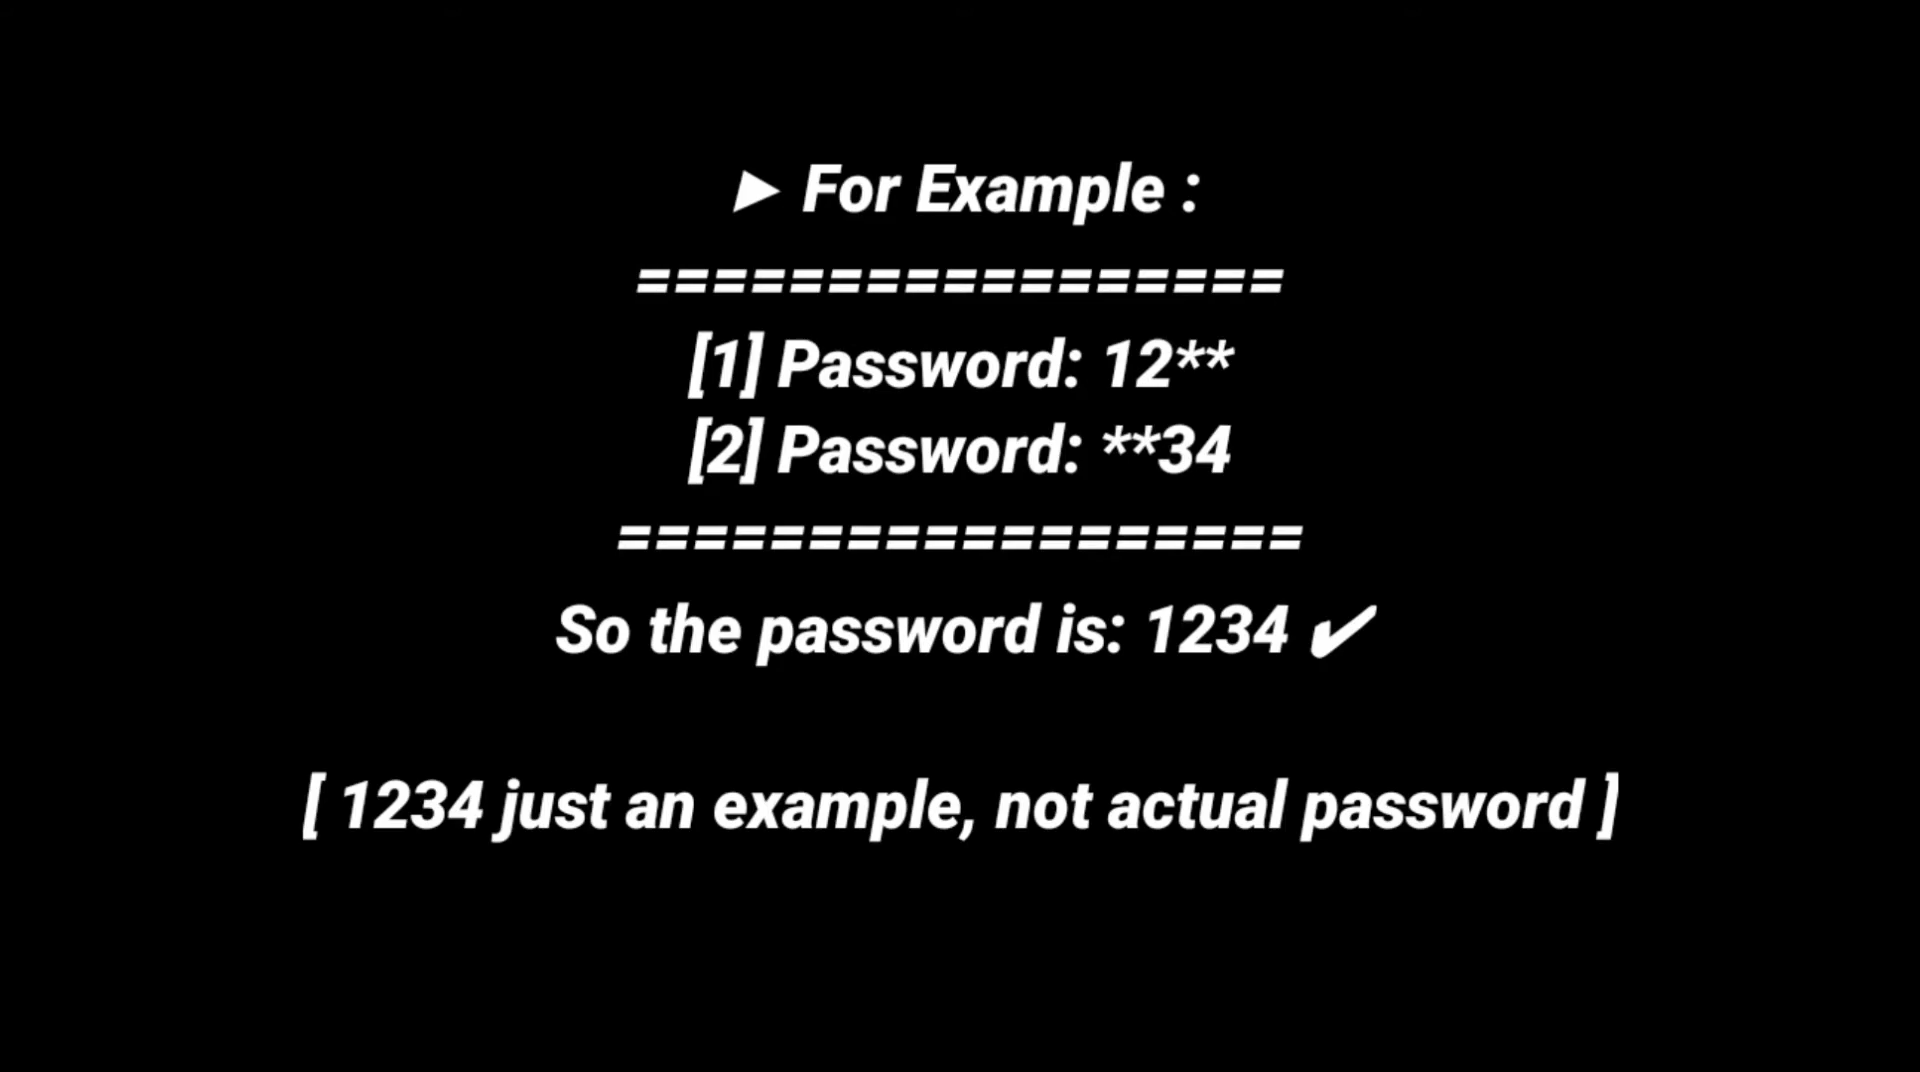 ► For Example :
=================
[1] Password: 12**
[2] Password: **34
==================
So the password is: 1234 ✔
[ 1234 just an example, not actual password ]